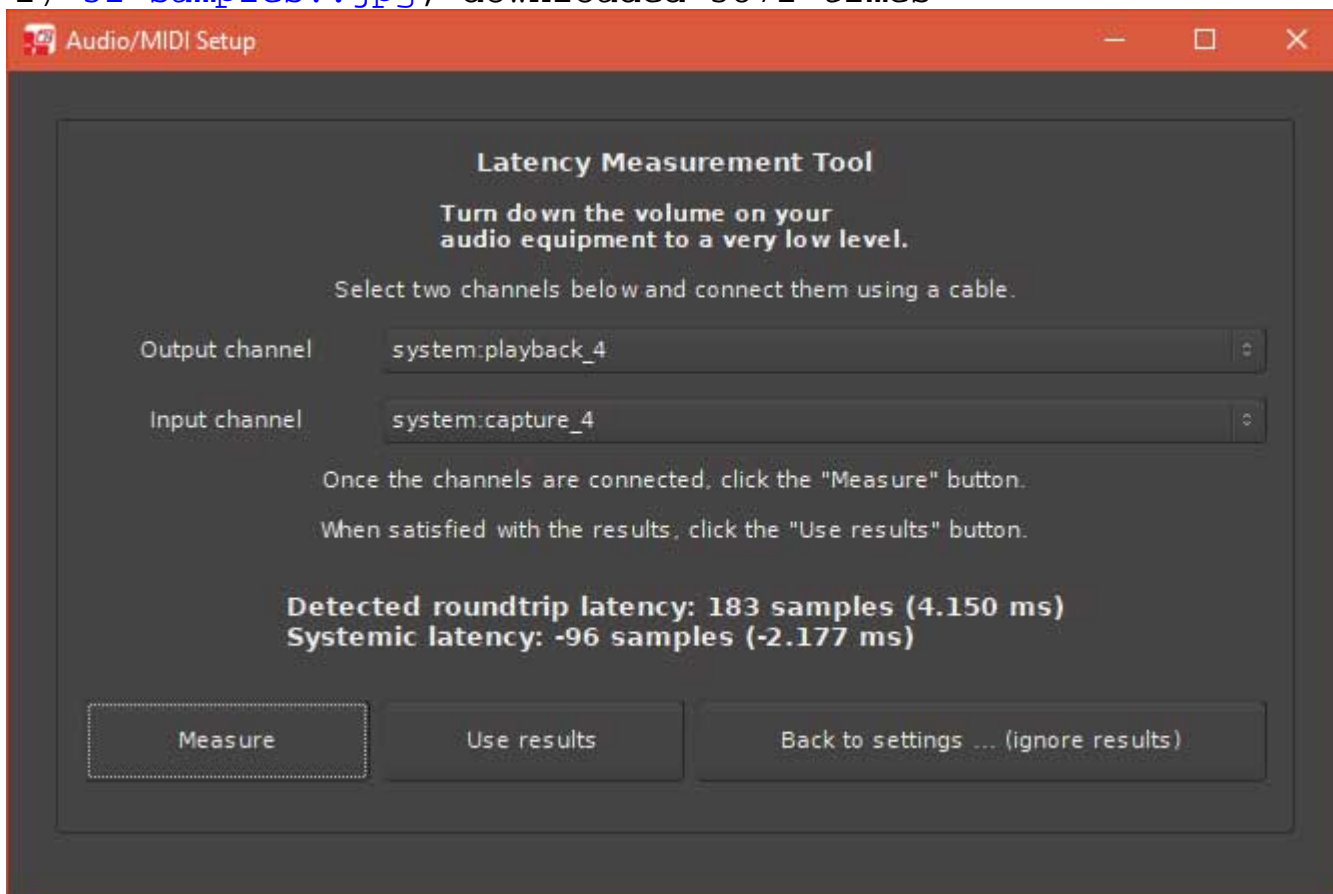 Audio/MIDI Setup
Latency Measurement Tool
Turn down the volume on your
audio equipment to a very low level.
Select two channels below and connect them using a cable.
Output channel system:playback_4
Input channel system:capture_4
Once the channels are connected, click the "Measure" button.
When satisfied with the results, click the "Use results" button.
Detected roundtrip latency: 183 samples (4.150 ms)
Systemic latency: -96 samples (-2.177 ms)
Measure Use results Back to settings ... (ignore results)